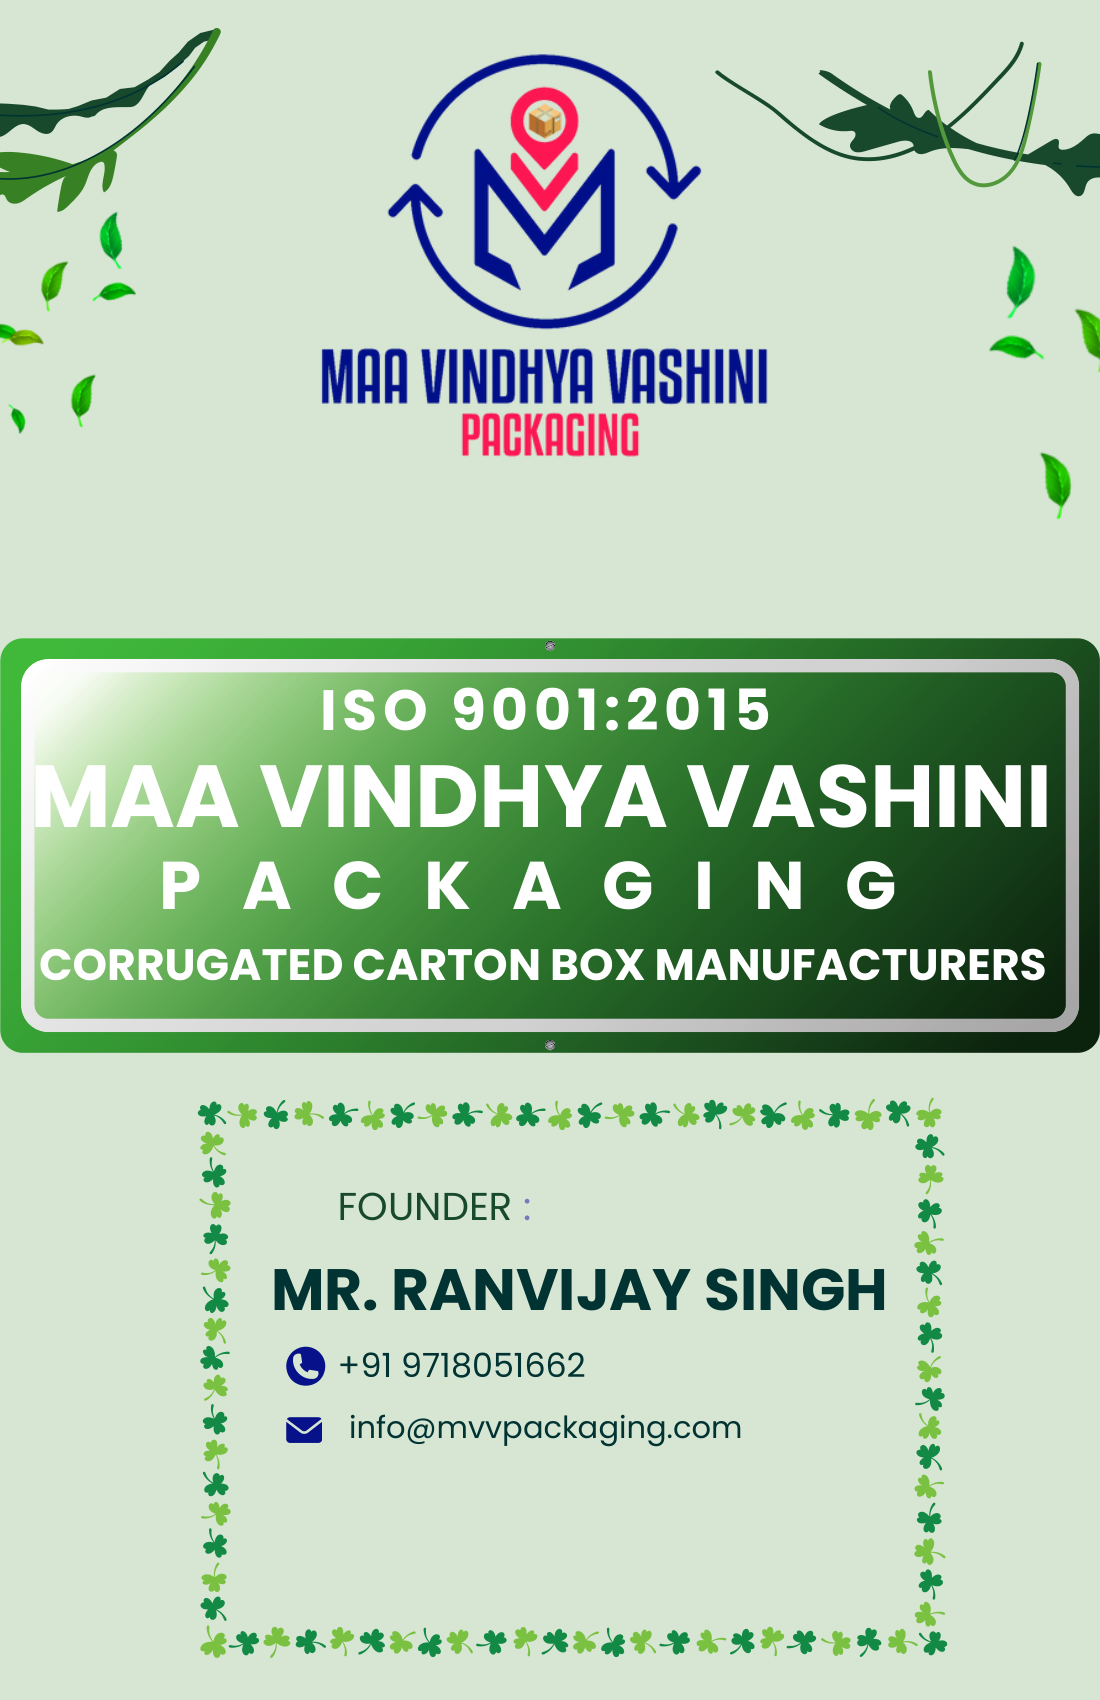 MAA VINDHYA VASHINI
PACKAGING
ISO 9001:2015
MAA VINDHYA VASHINI
PACKAGING
CORRUGATED CARTON BOX MANUFACTURERS
FOUNDER :
MR. RANVIJAY SINGH
+91 9718051662
info@mvvpackaging.com